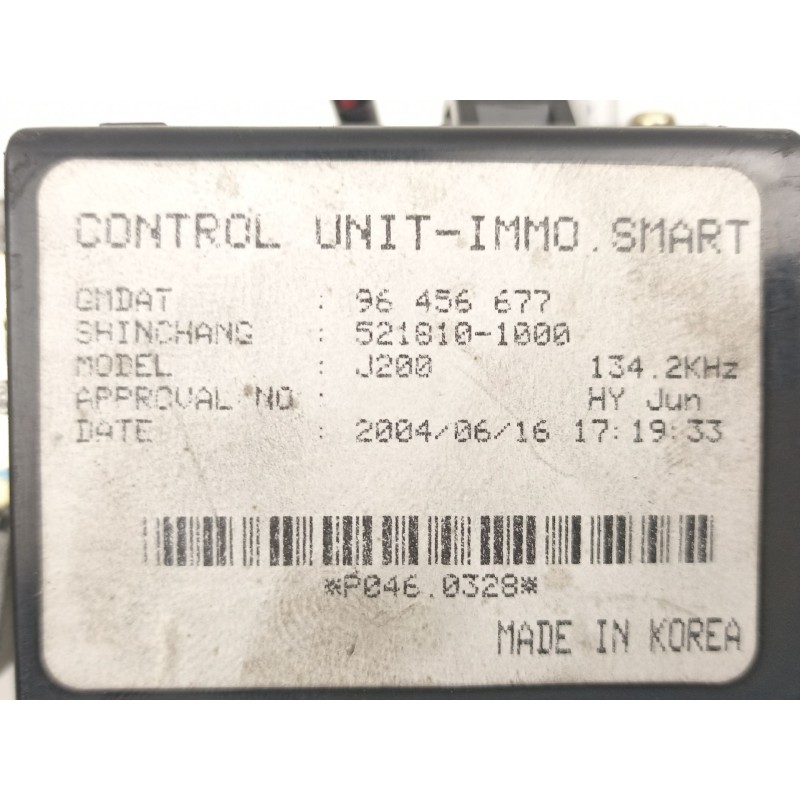 CONTROL UNIT-IMMO.SMART
GMDAT : 96 456 677
SHINCHANG : 521810-1000
MODEL : J200 134.2KHz
APPROVAL NO : HY Jun
DATE : 2004/06/16 17:19:33
*P046.0328*
MADE IN KOREA